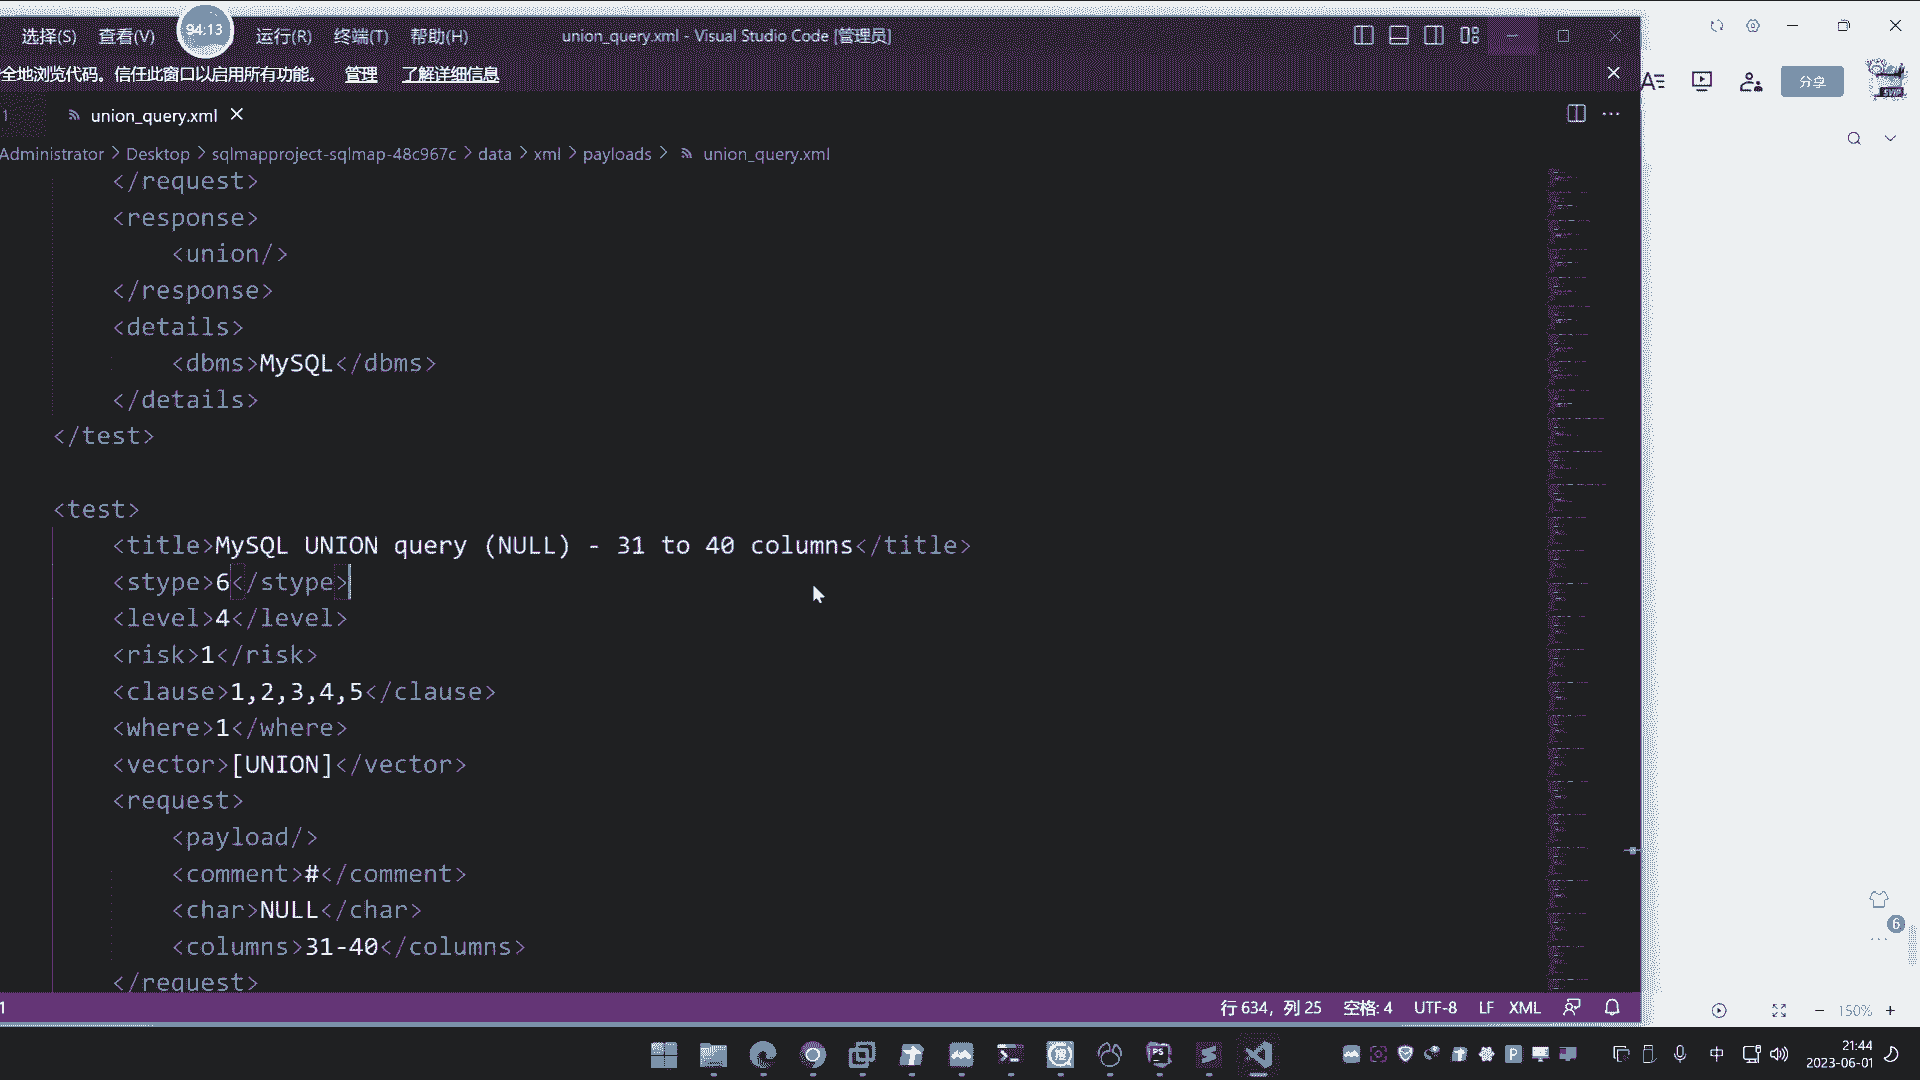 选择(S) 查看(V) 94:13 运行(R) 终端(T) 帮助(H) union_query.xml - Visual Studio Code [管理员]
全地浏览代码。信任此窗口以启用所有功能。 管理 了解详细信息
分享
SVIP
1 union_query.xml
Administrator > Desktop > sqlmapproject-sqlmap-48c967c > data > xml > payloads > union_query.xml
</request>
<response>
<union/>
</response>
<details>
<dbms>MySQL</dbms>
</details>
</test>
<test>
<title>MySQL UNION query (NULL) - 31 to 40 columns</title>
<stype>6</stype>
<level>4</level>
<risk>1</risk>
<clause>1,2,3,4,5</clause>
<where>1</where>
<vector>[UNION]</vector>
<request>
<payload/>
<comment>#</comment>
<char>NULL</char>
<columns>31-40</columns>
</request>
6
1 行 634，列 25 空格: 4 UTF-8 LF XML
150%
PS
P
中
21:44
2023-06-01